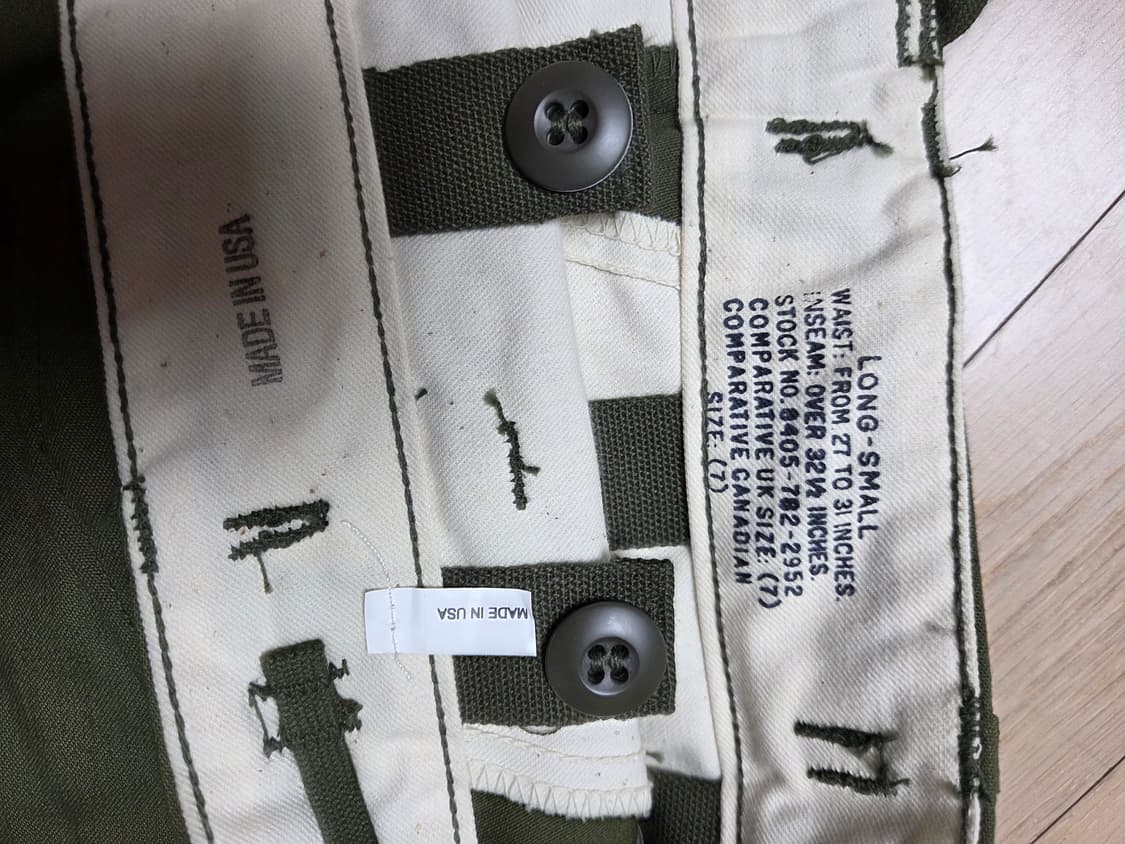 MADE IN USA
MADE IN USA
LONG-SMALL
WAIST: FROM 27 TO 31 INCHES.
INSEAM: OVER 32½ INCHES.
STOCK NO. 8405-782-2952
COMPARATIVE UK SIZE: (7)
COMPARATIVE CANADIAN
SIZE: (7)